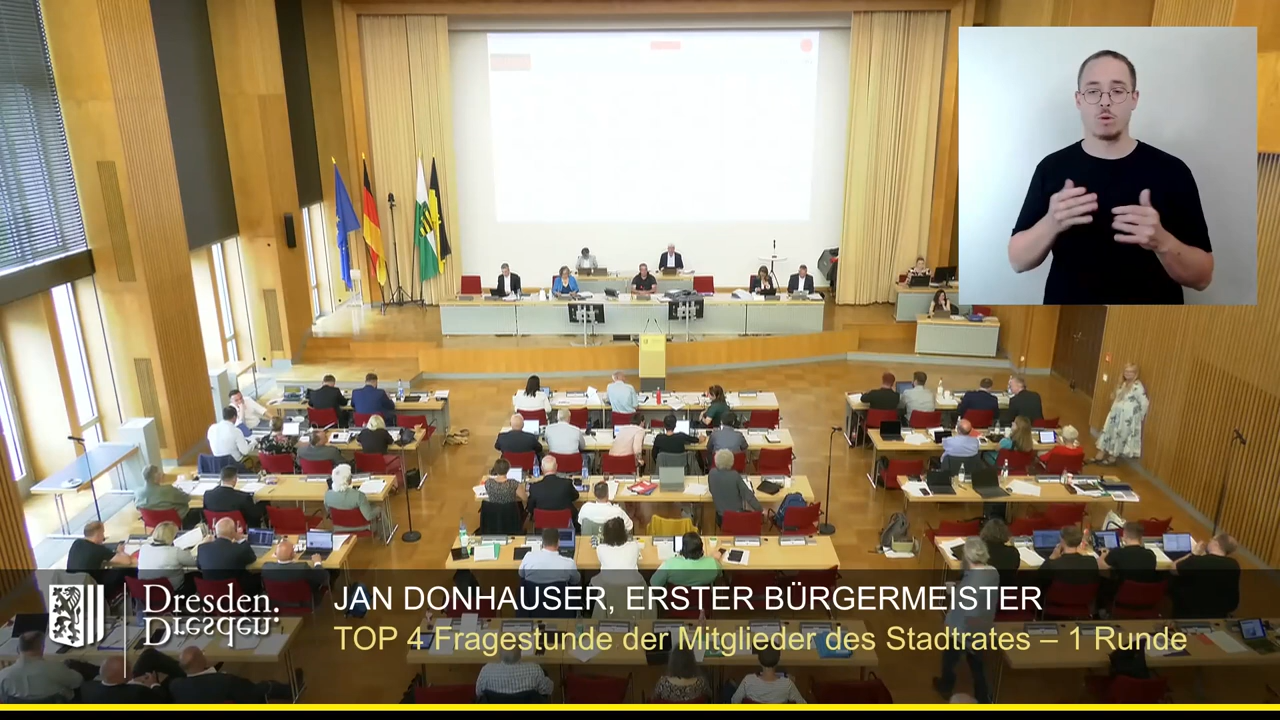 Dresden.
Dresden.
JAN DONHAUSER, ERSTER BÜRGERMEISTER
TOP 4 Fragestunde der Mitglieder des Stadtrates – 1 Runde